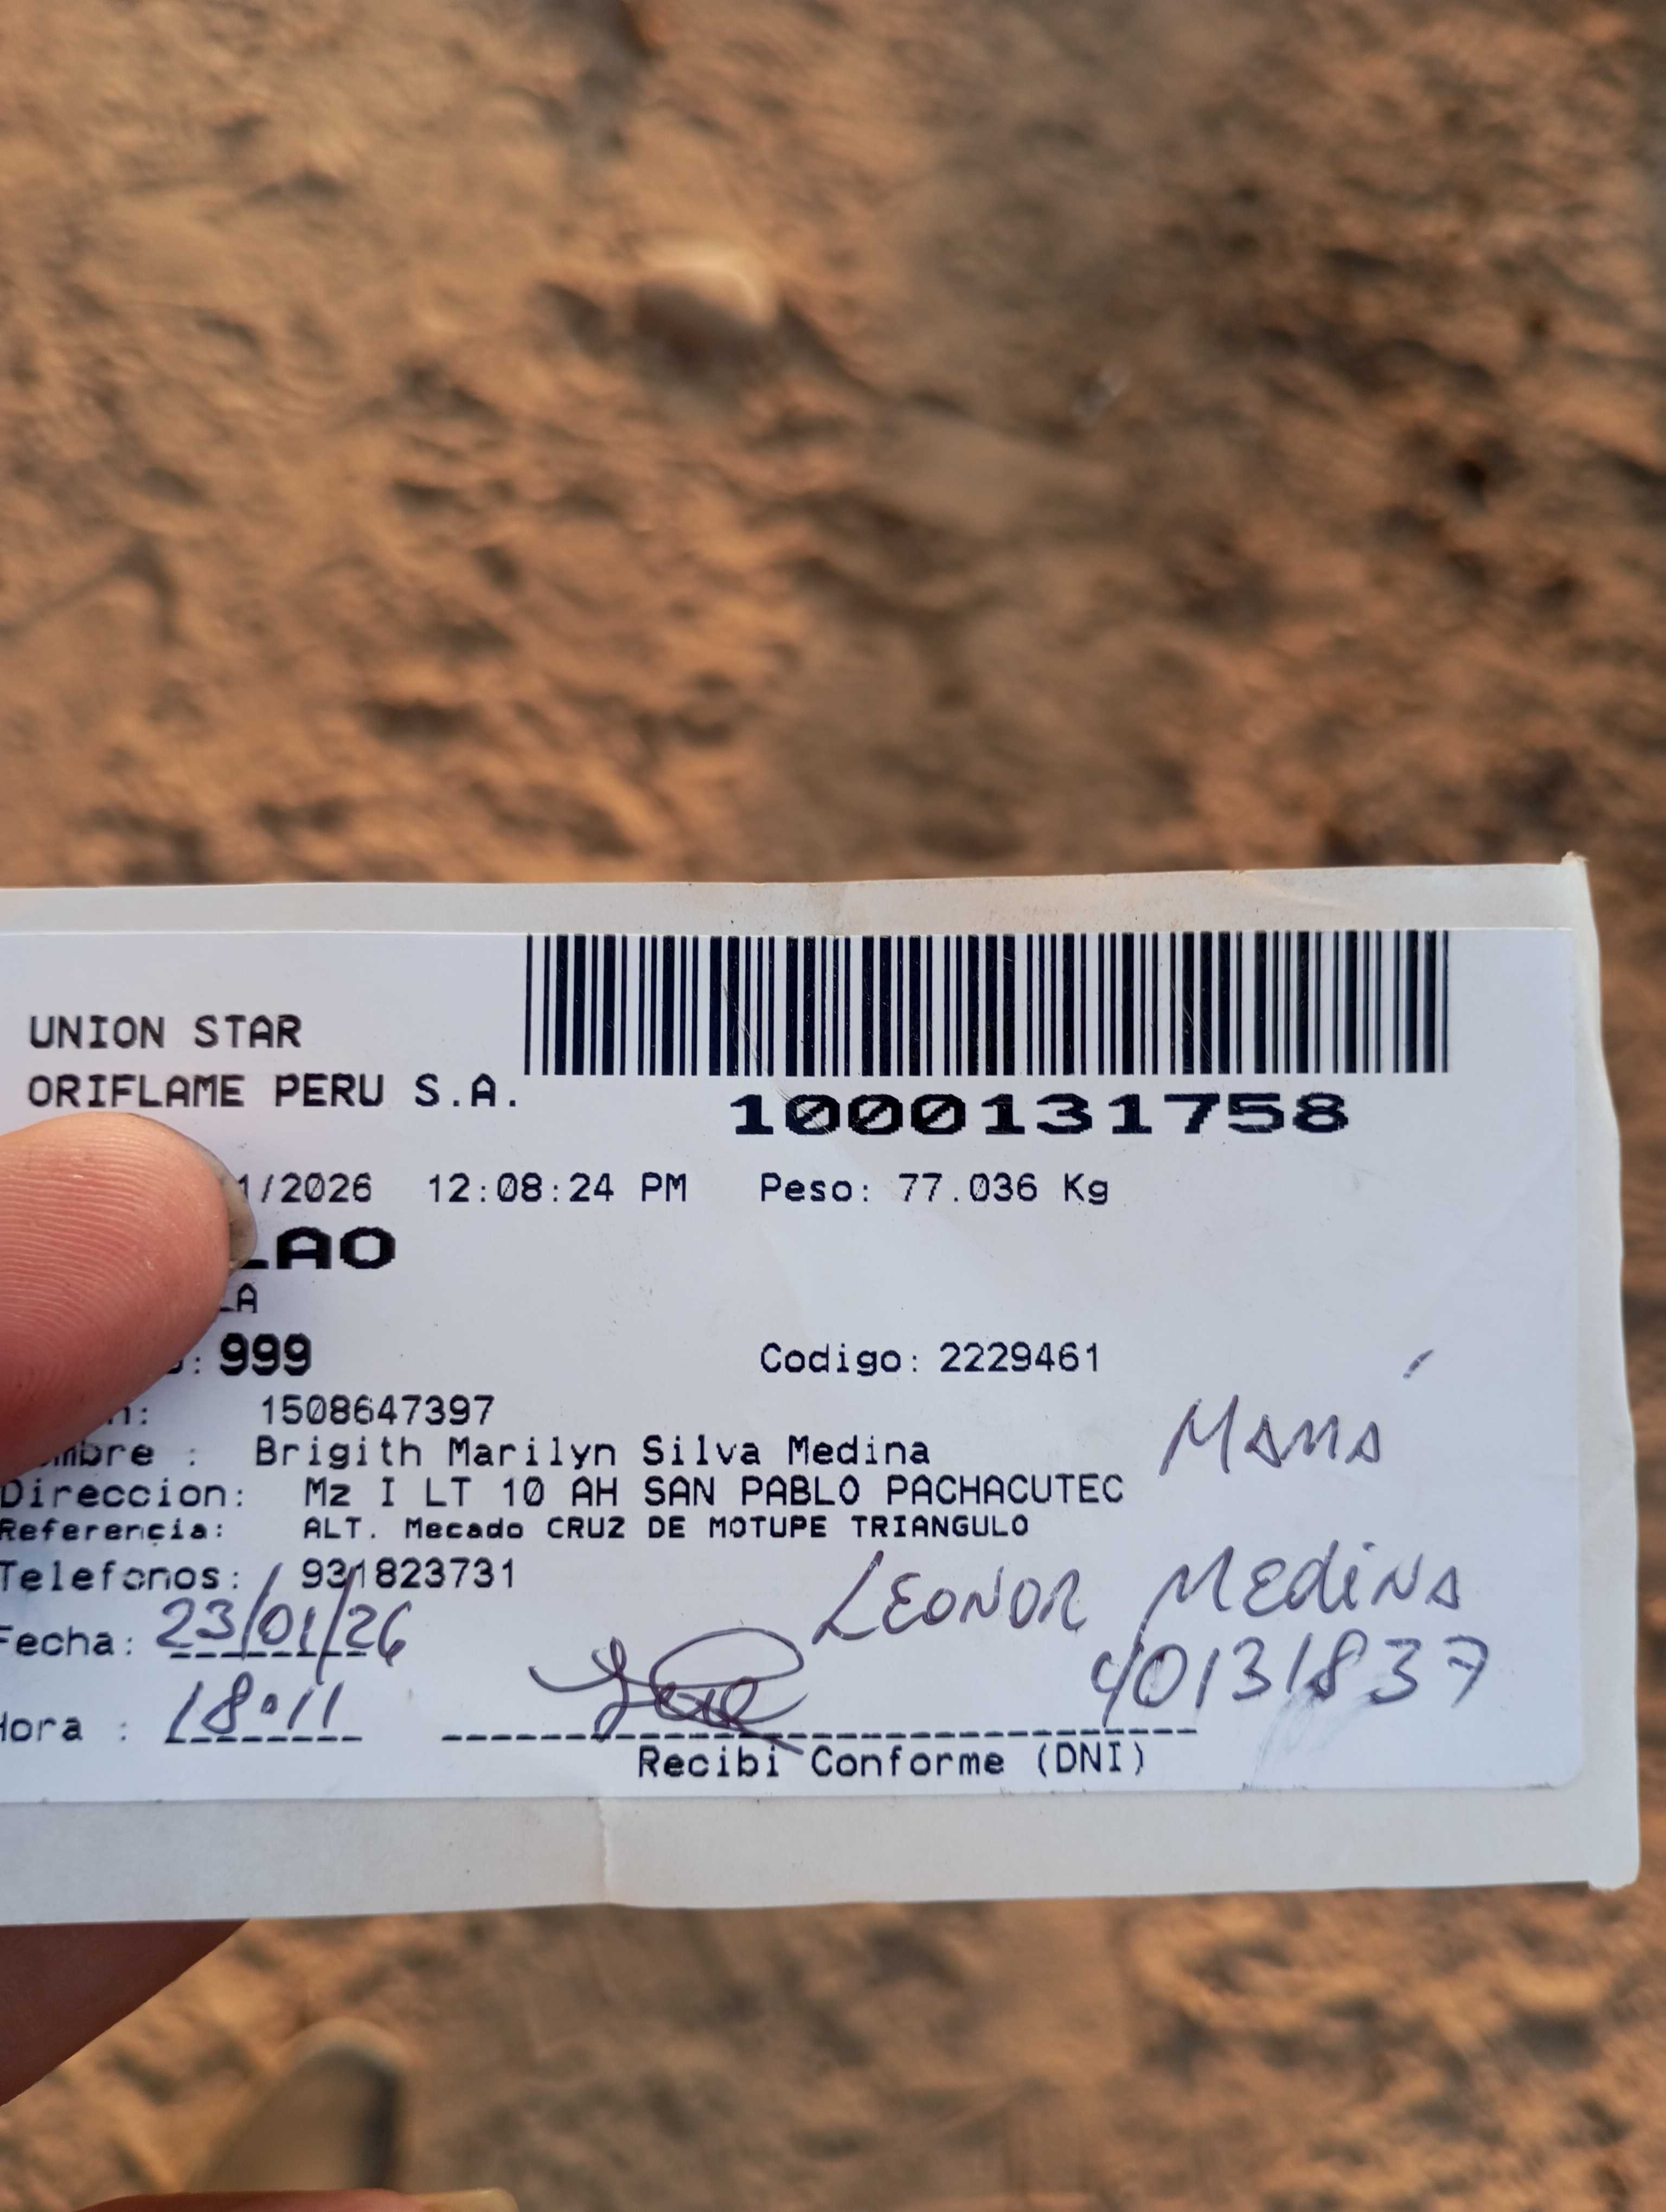 UNION STAR
ORIFLAME PERU S.A.
1000131758
1/2026 12:08:24 PM Peso: 77.036 Kg
LAO
LA
: 999 Codigo: 2229461
n: 1508647397
mbre : Brigith Marilyn Silva Medina
Mamá
Direccion: Mz I LT 10 AH SAN PABLO PACHACUTEC
Referencia: ALT. Mecado CRUZ DE MOTUPE TRIANGULO
Telefonos: 931823731
LEONOR MEdiNA
Fecha: 23/01/26
40131837
Hora : 18:11
Recibi Conforme (DNI)